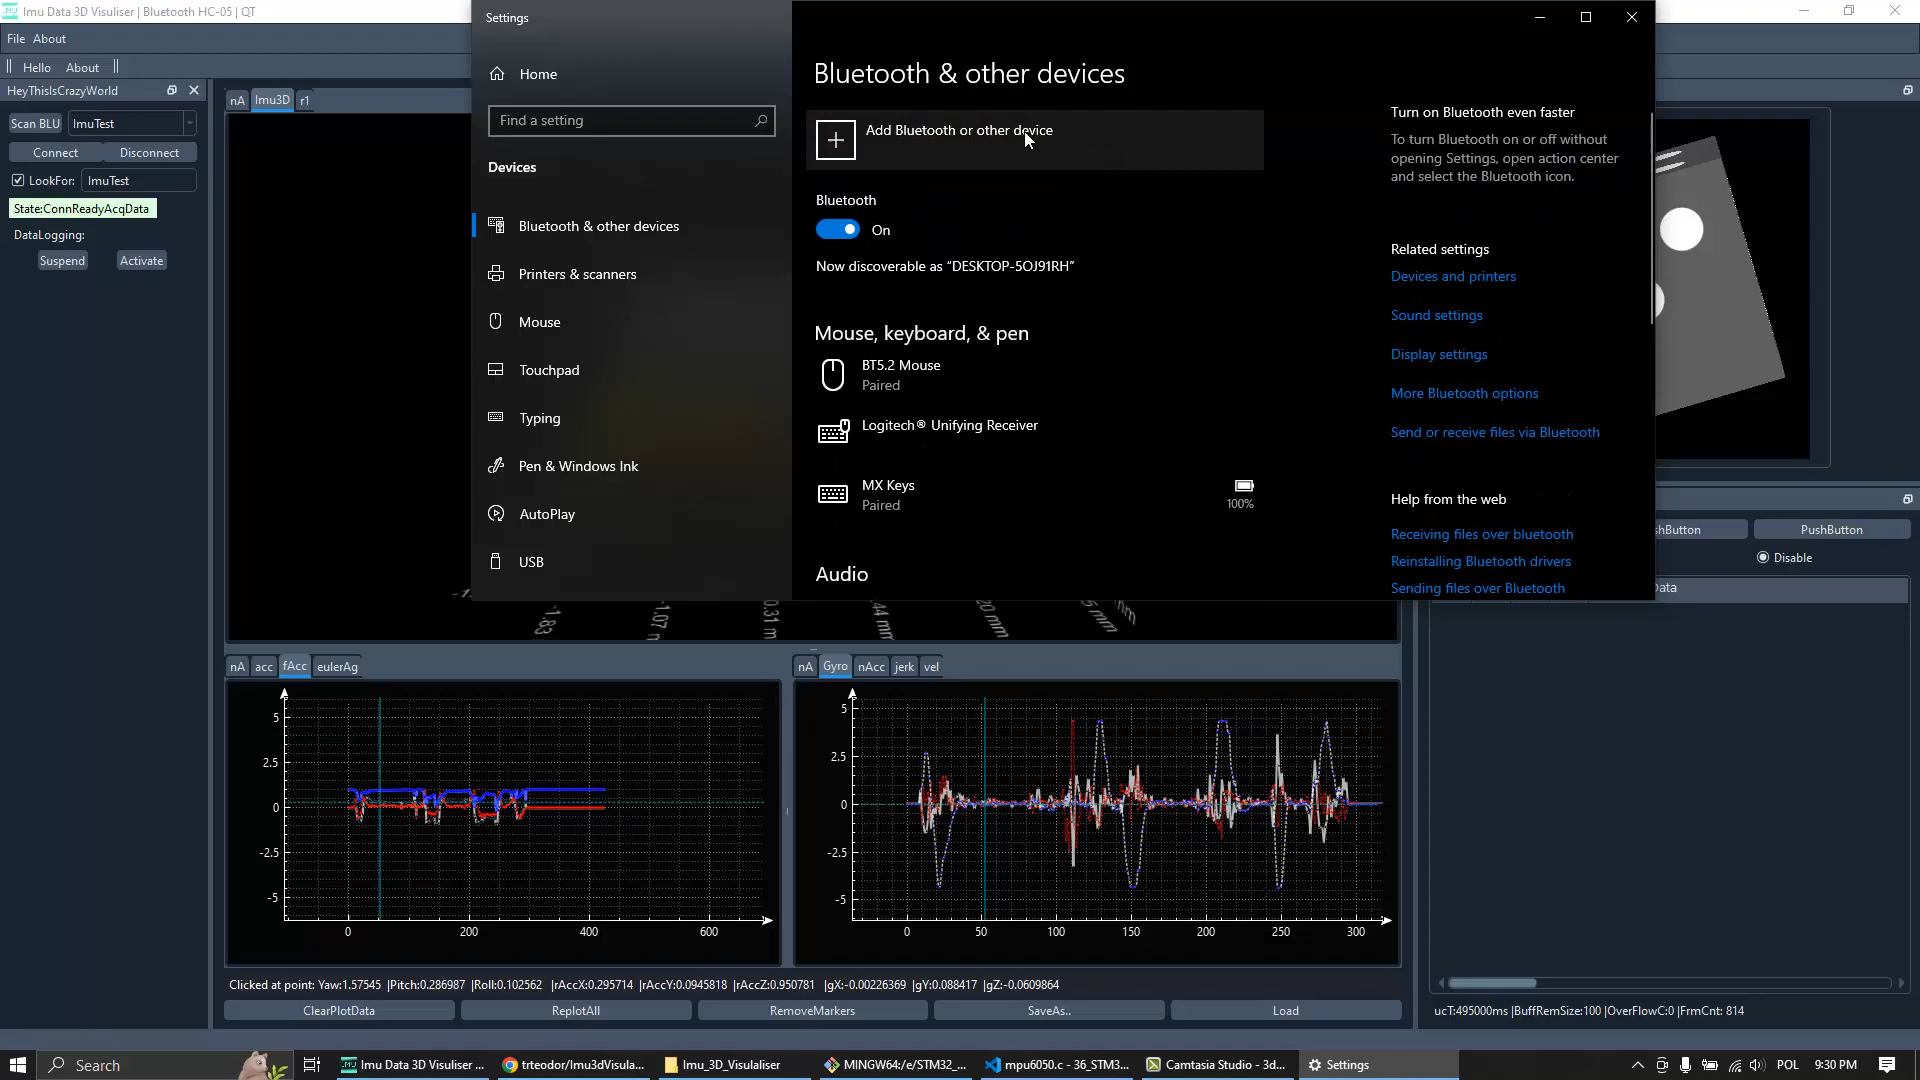 Imu Data 3D Visuliser | Bluetooth HC-05 | QT
File About
Hello About
HeyThisIsCrazyWorld
Scan BLU ImuTest
Connect Disconnect
LookFor: ImuTest
State:ConnReadyAcqData
DataLogging:
Suspend Activate
nA Imu3D r1
Settings
Home
Find a setting
Devices
Bluetooth & other devices
Printers & scanners
Mouse
Touchpad
Typing
Pen & Windows Ink
AutoPlay
USB
Bluetooth & other devices
Add Bluetooth or other device
Bluetooth
On
Now discoverable as “DESKTOP-5OJ91RH”
Mouse, keyboard, & pen
BT5.2 Mouse
Paired
Logitech® Unifying Receiver
MX Keys
Paired
100%
Audio
Turn on Bluetooth even faster
To turn Bluetooth on or off without
opening Settings, open action center
and select the Bluetooth icon.
Related settings
Devices and printers
Sound settings
Display settings
More Bluetooth options
Send or receive files via Bluetooth
Help from the web
Receiving files over bluetooth
Reinstalling Bluetooth drivers
Sending files over Bluetooth
PushButton
Disable
nA acc fAcc eulerAg
5
2.5
0
-2.5
-5
0 200 400 600
nA Gyro nAcc jerk vel
5
2.5
0
-2.5
-5
0 50 100 150 200 250 300
Clicked at point: Yaw:1.57545 |Pitch:0.286987 |Roll:0.102562 |rAccX:0.295714 |rAccY:0.0945818 |rAccZ:0.950781 |gX:-0.00226369 |gY:0.088417 |gZ:-0.0609864
ClearPlotData ReplotAll RemoveMarkers SaveAs.. Load
ucT:495000ms |BuffRemSize:100 |OverFlowC:0 |FrmCnt: 814
Search
Imu Data 3D Visuliser ...
trteodor/Imu3dVisula...
Imu_3D_Visulaliser
MINGW64:/e/STM32_...
mpu6050.c - 36_STM3...
Camtasia Studio - 3d...
Settings
POL
9:30 PM